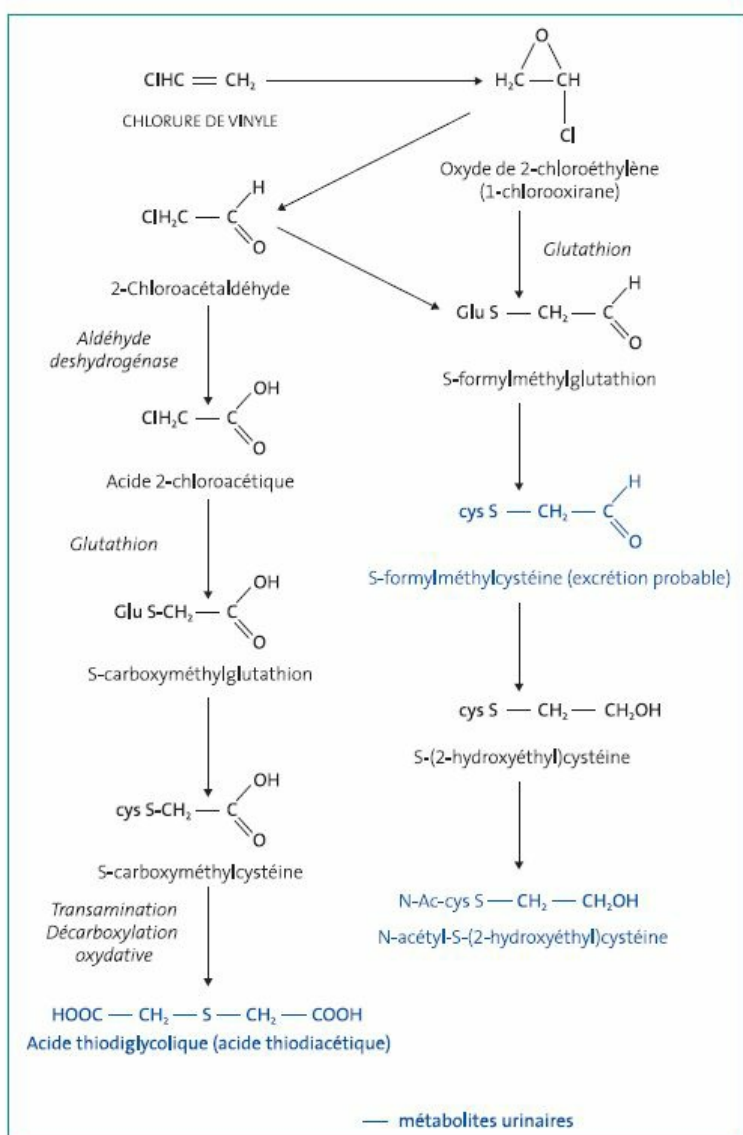 ClHC = CH₂
CHLORURE DE VINYLE
O
H₂C — CH
Cl
Oxyde de 2-chloroéthylène
(1-chlorooxirane)
H
ClH₂C — C
O
2-Chloroacétaldéhyde
Glutathion
H
Glu S — CH₂ — C
O
S-formylméthylglutathion
Aldéhyde
deshydrogénase
OH
ClH₂C — C
O
Acide 2-chloroacétique
H
cys S — CH₂ — C
O
S-formylméthylcystéine (excrétion probable)
Glutathion
OH
Glu S-CH₂ — C
O
S-carboxyméthylglutathion
cys S — CH₂ — CH₂OH
S-(2-hydroxyéthyl)cystéine
OH
cys S-CH₂ — C
O
S-carboxyméthylcystéine
N-Ac-cys S — CH₂ — CH₂OH
N-acétyl-S-(2-hydroxyéthyl)cystéine
Transamination
Décarboxylation
oxydative
HOOC — CH₂ — S — CH₂ — COOH
Acide thiodiglycolique (acide thiodiacétique)
— métabolites urinaires